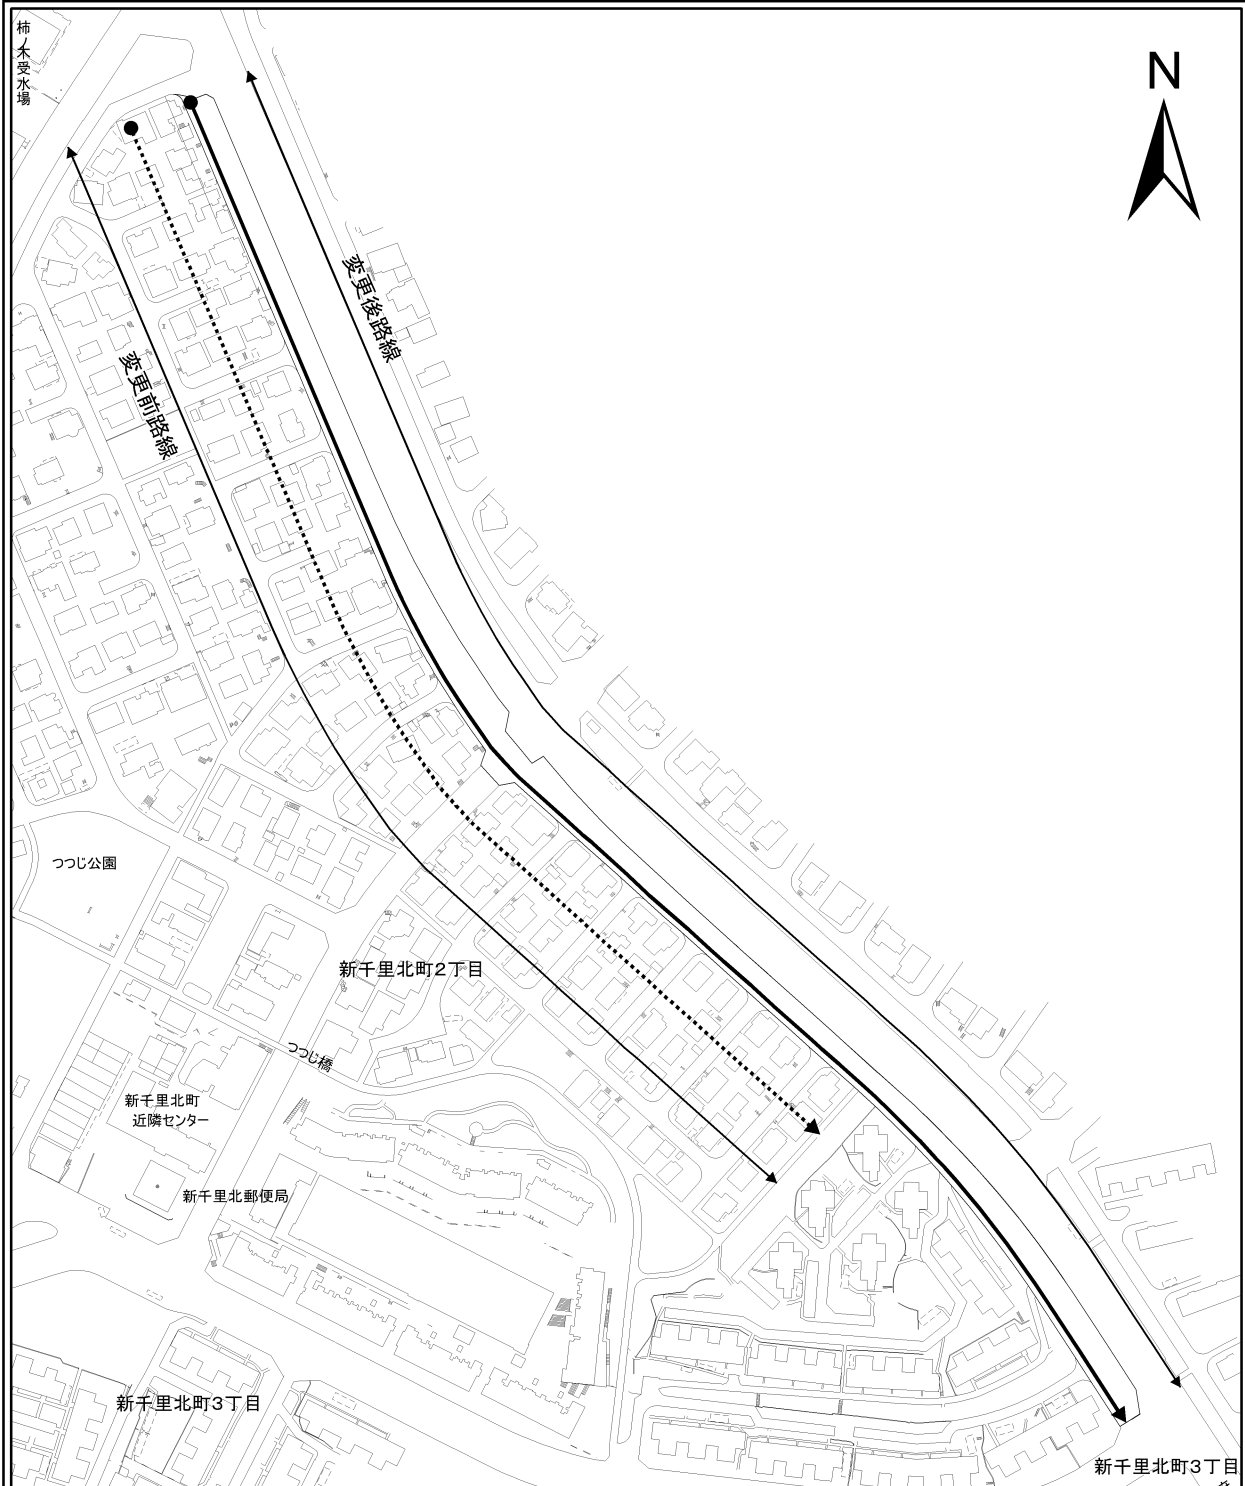 柿ノ木受水場
N
変更後路線
変更前路線
つつじ公園
新千里北町2丁目
つつじ橋
新千里北町
近隣センター
新千里北郵便局
新千里北町3丁目
新千里北町3丁目